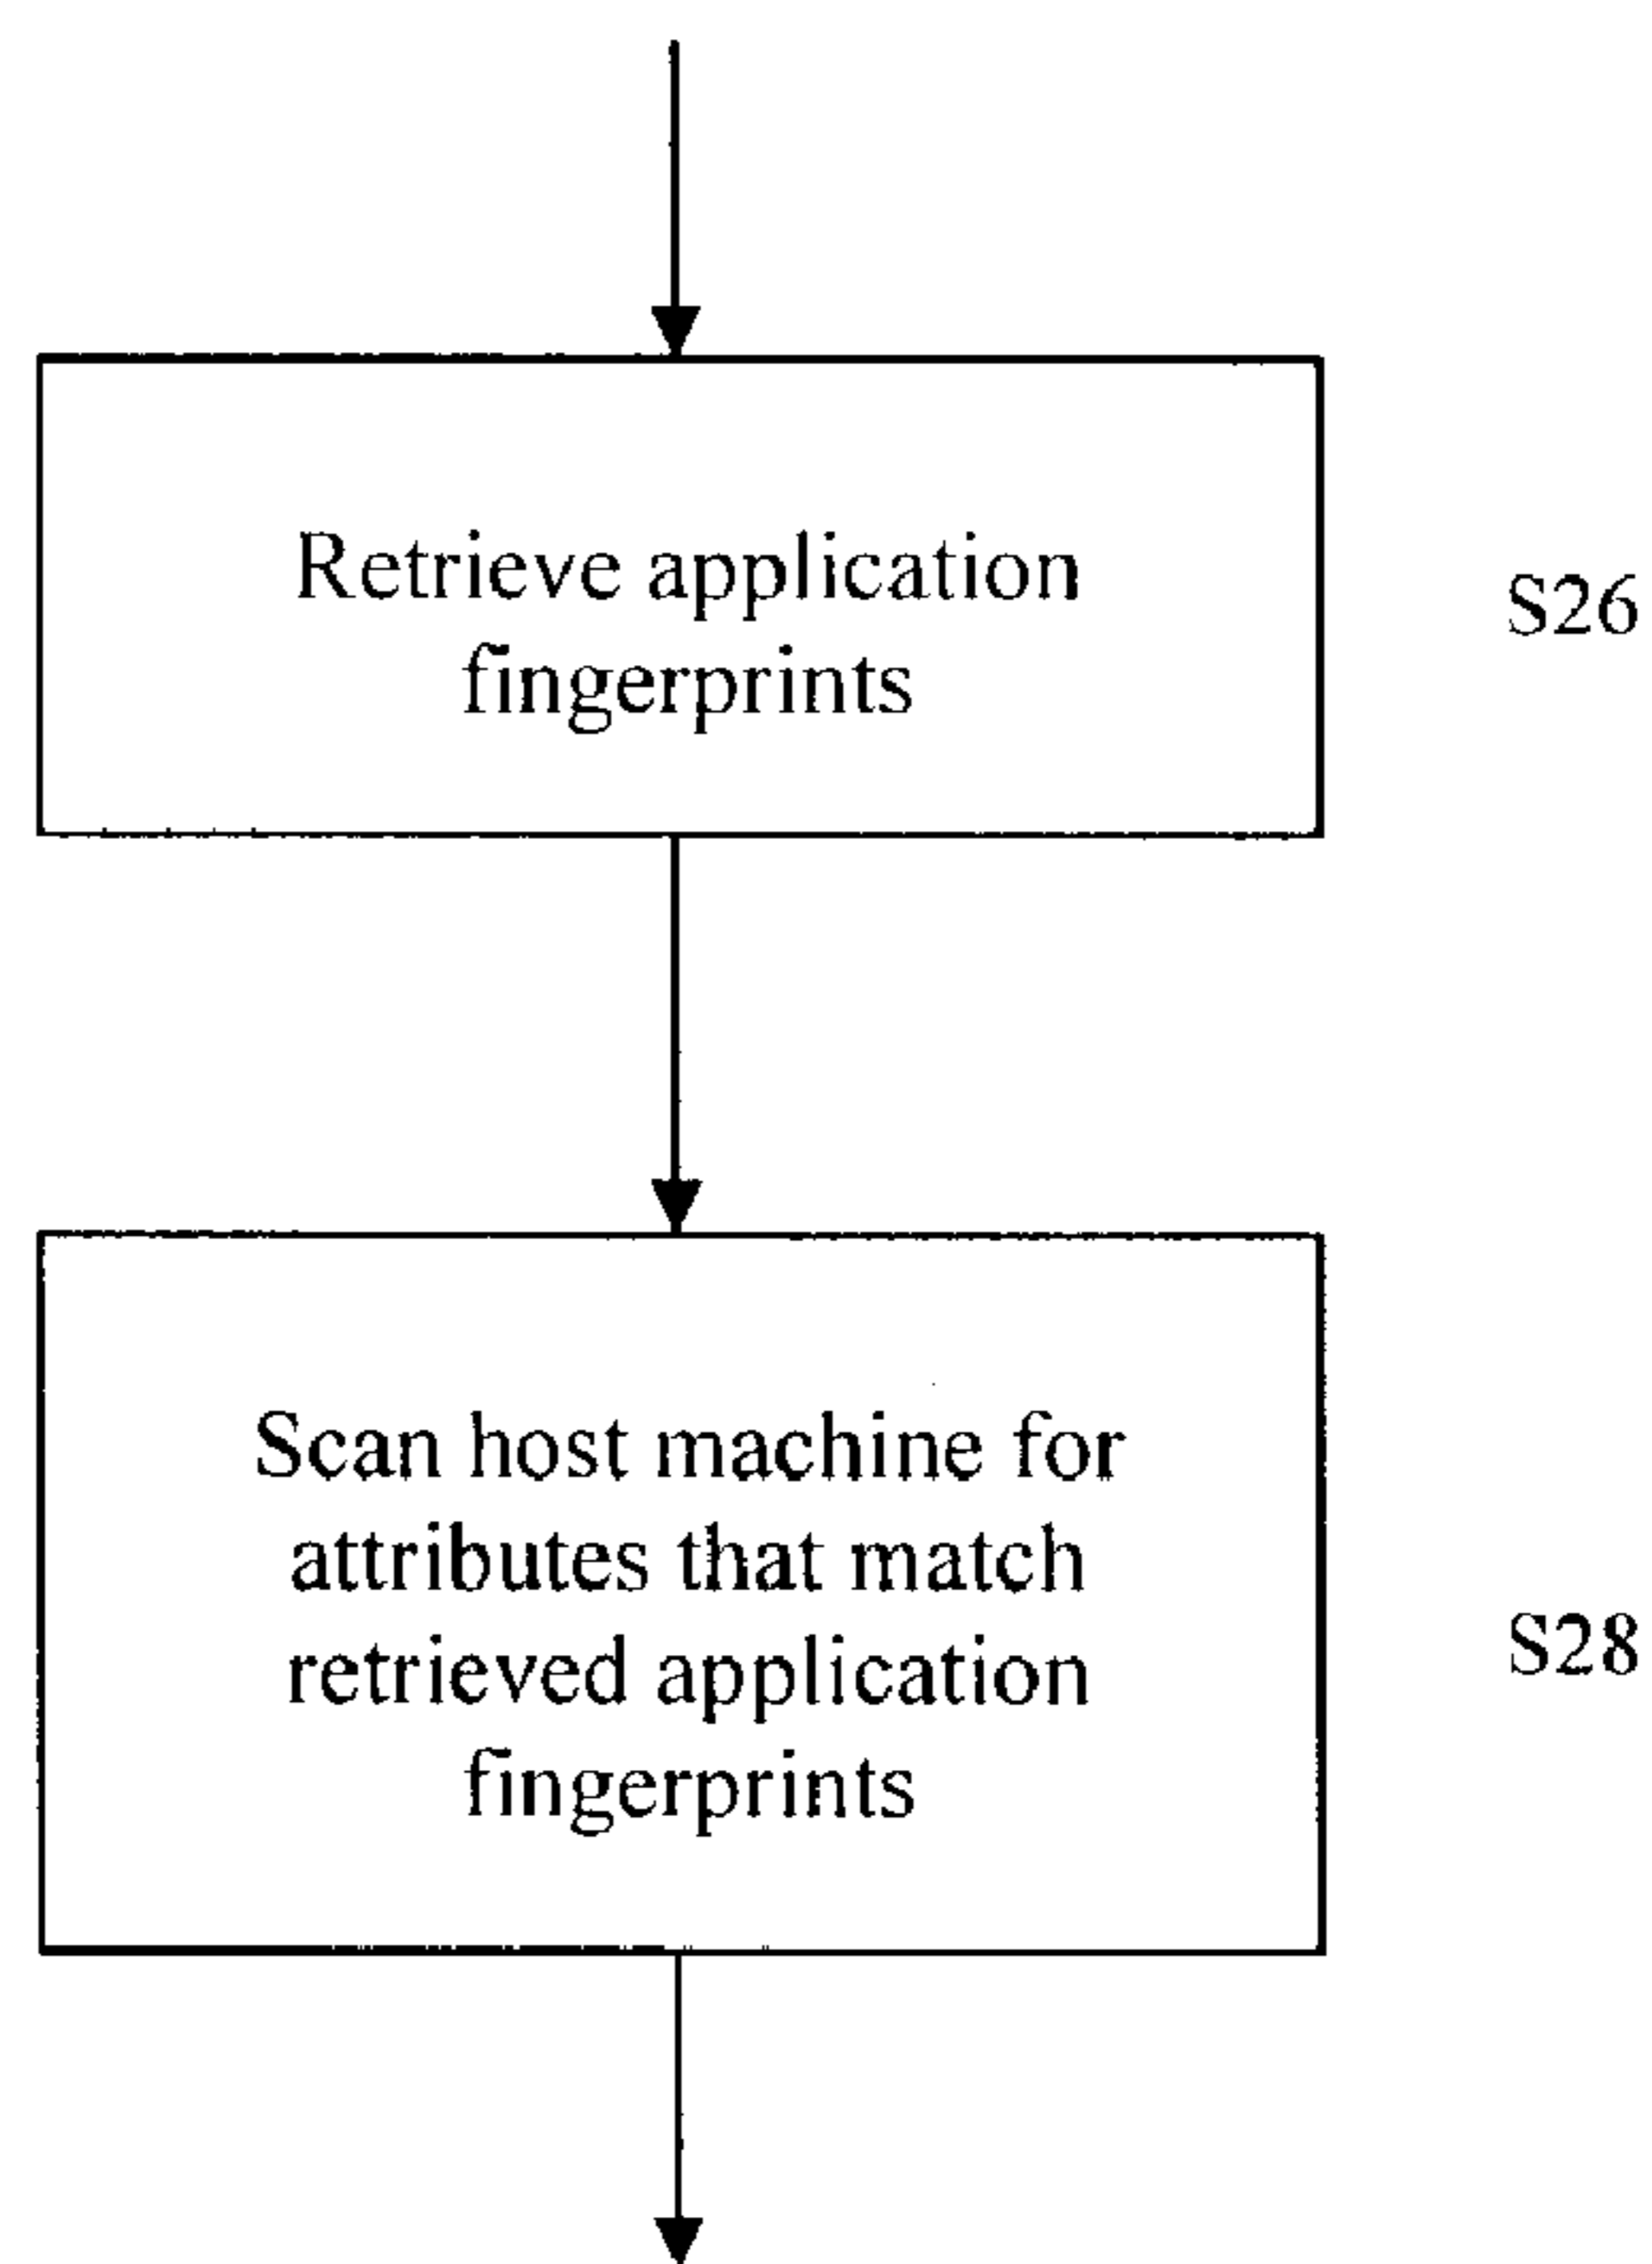 Retrieve application
fingerprints
S26
Scan host machine for
attributes that match
retrieved application
fingerprints
S28